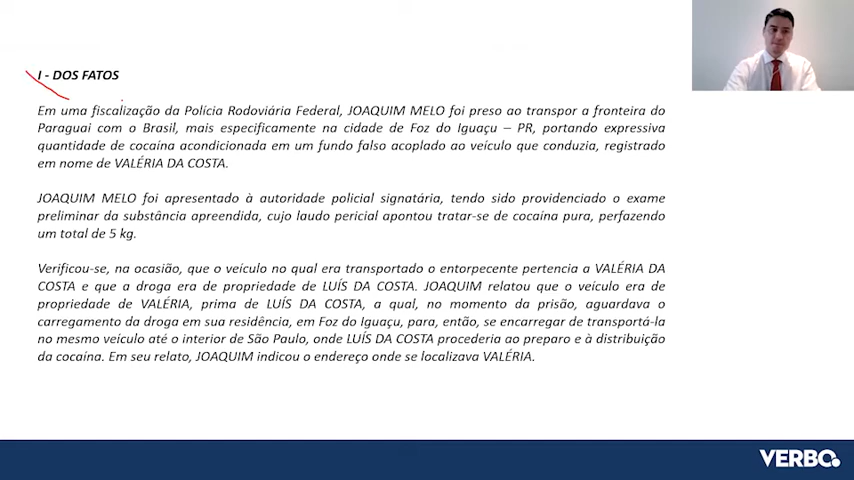 I - DOS FATOS
Em uma fiscalização da Polícia Rodoviária Federal, JOAQUIM MELO foi preso ao transpor a fronteira do
Paraguai com o Brasil, mais especificamente na cidade de Foz do Iguaçu – PR, portando expressiva
quantidade de cocaína acondicionada em um fundo falso acoplado ao veículo que conduzia, registrado
em nome de VALÉRIA DA COSTA.
JOAQUIM MELO foi apresentado à autoridade policial signatária, tendo sido providenciado o exame
preliminar da substância apreendida, cujo laudo pericial apontou tratar-se de cocaína pura, perfazendo
um total de 5 kg.
Verificou-se, na ocasião, que o veículo no qual era transportado o entorpecente pertencia a VALÉRIA DA
COSTA e que a droga era de propriedade de LUÍS DA COSTA. JOAQUIM relatou que o veículo era de
propriedade de VALÉRIA, prima de LUÍS DA COSTA, a qual, no momento da prisão, aguardava o
carregamento da droga em sua residência, em Foz do Iguaçu, para, então, se encarregar de transportá-la
no mesmo veículo até o interior de São Paulo, onde LUÍS DA COSTA procederia ao preparo e à distribuição
da cocaína. Em seu relato, JOAQUIM indicou o endereço onde se localizava VALÉRIA.
VERBO.